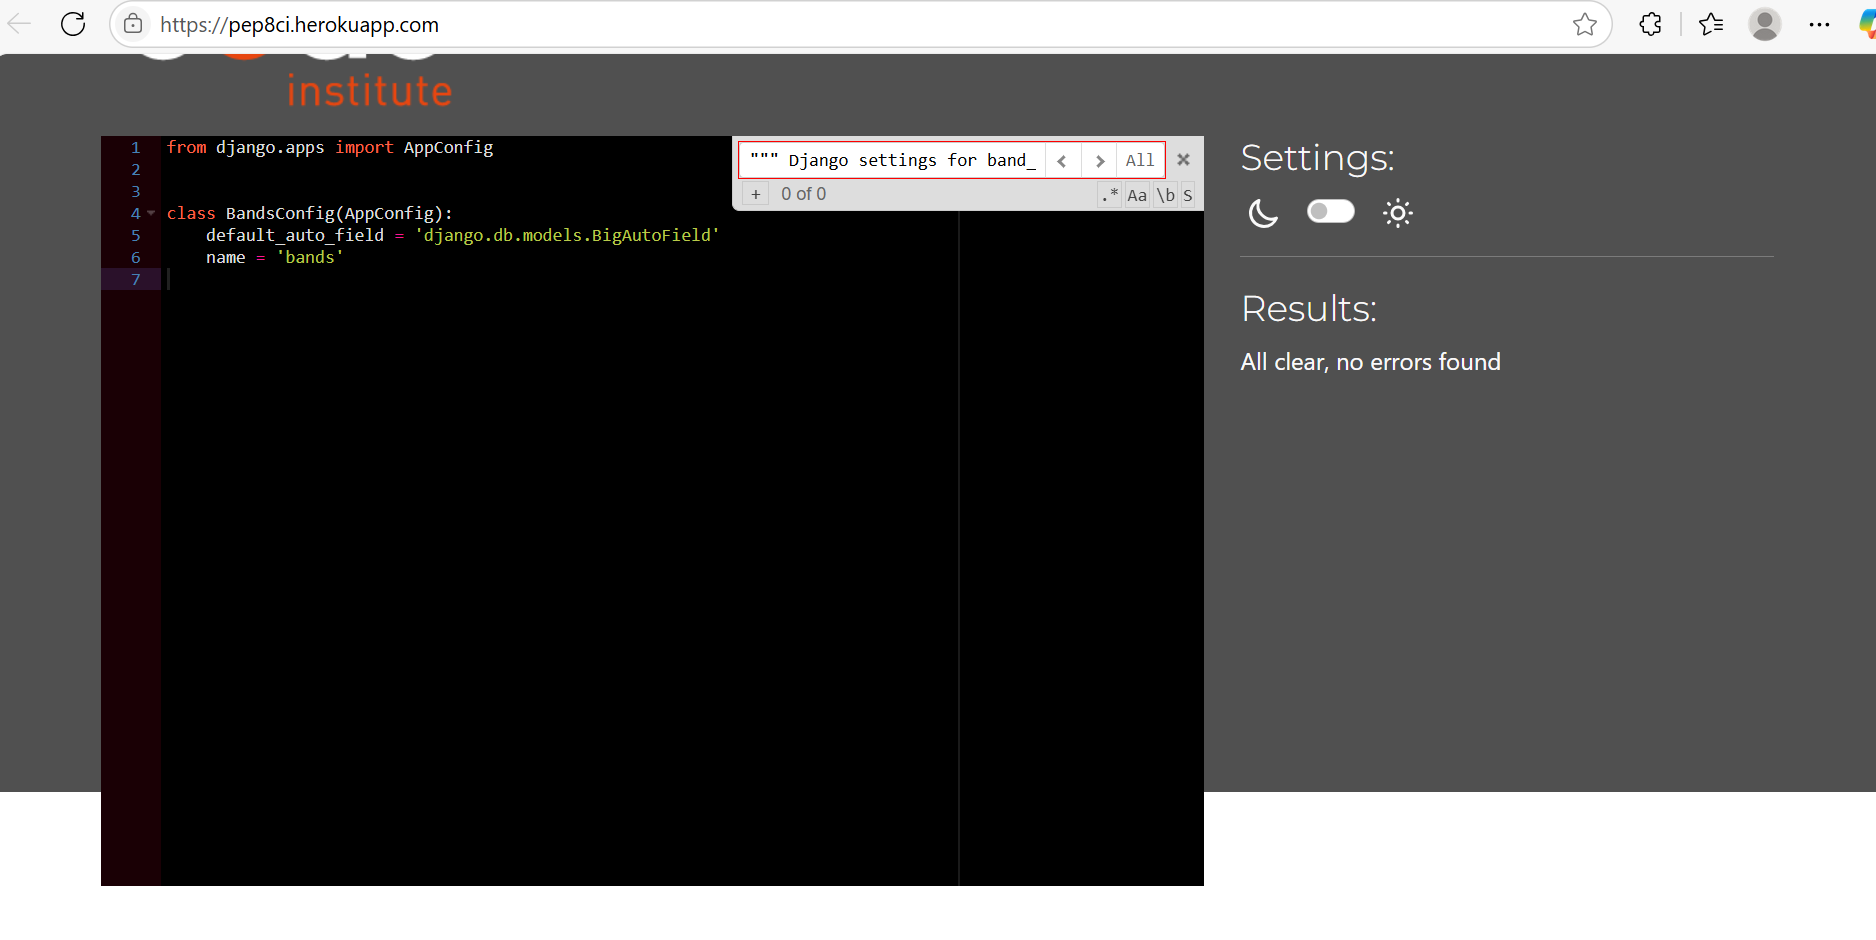 https://pep8ci.herokuapp.com
institute
1 from django.apps import AppConfig
2
3
4 class BandsConfig(AppConfig):
5     default_auto_field = 'django.db.models.BigAutoField'
6     name = 'bands'
7
""" Django settings for band_
All
+ 0 of 0
.* Aa \b S
Settings:
Results:
All clear, no errors found